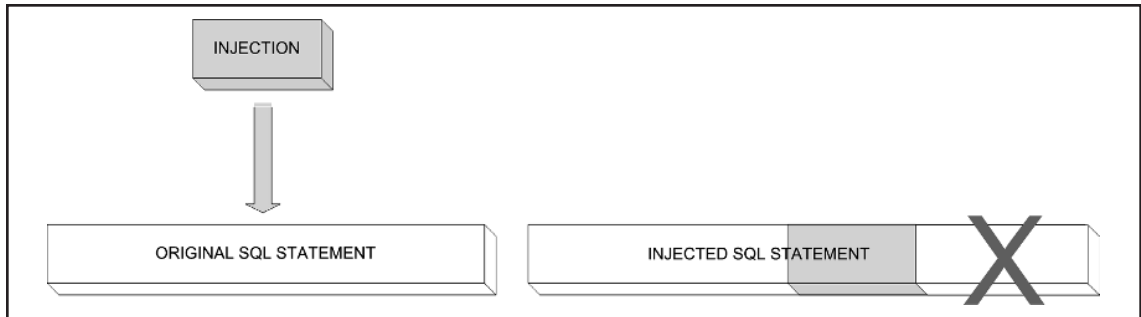 INJECTION
ORIGINAL SQL STATEMENT
INJECTED SQL STATEMENT